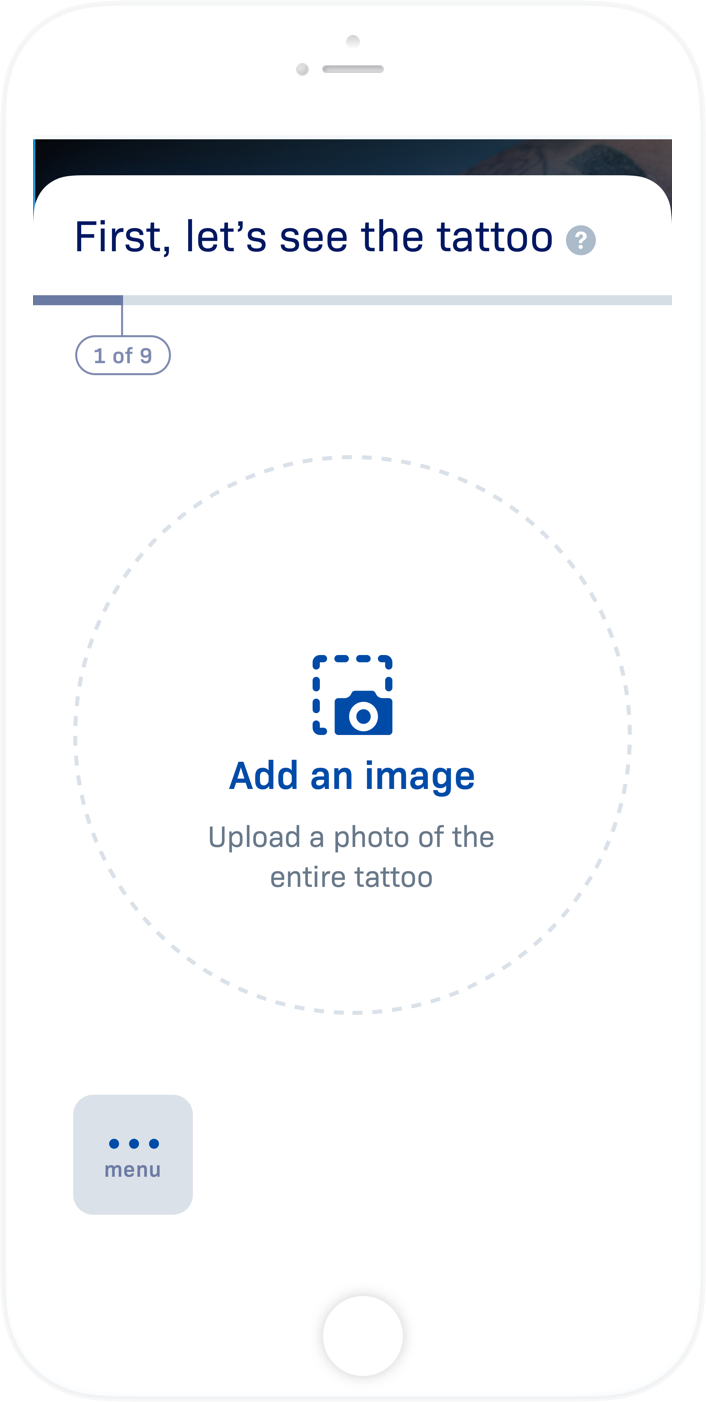 First, let’s see the tattoo ?
1 of 9
Add an image
Upload a photo of the
entire tattoo
menu